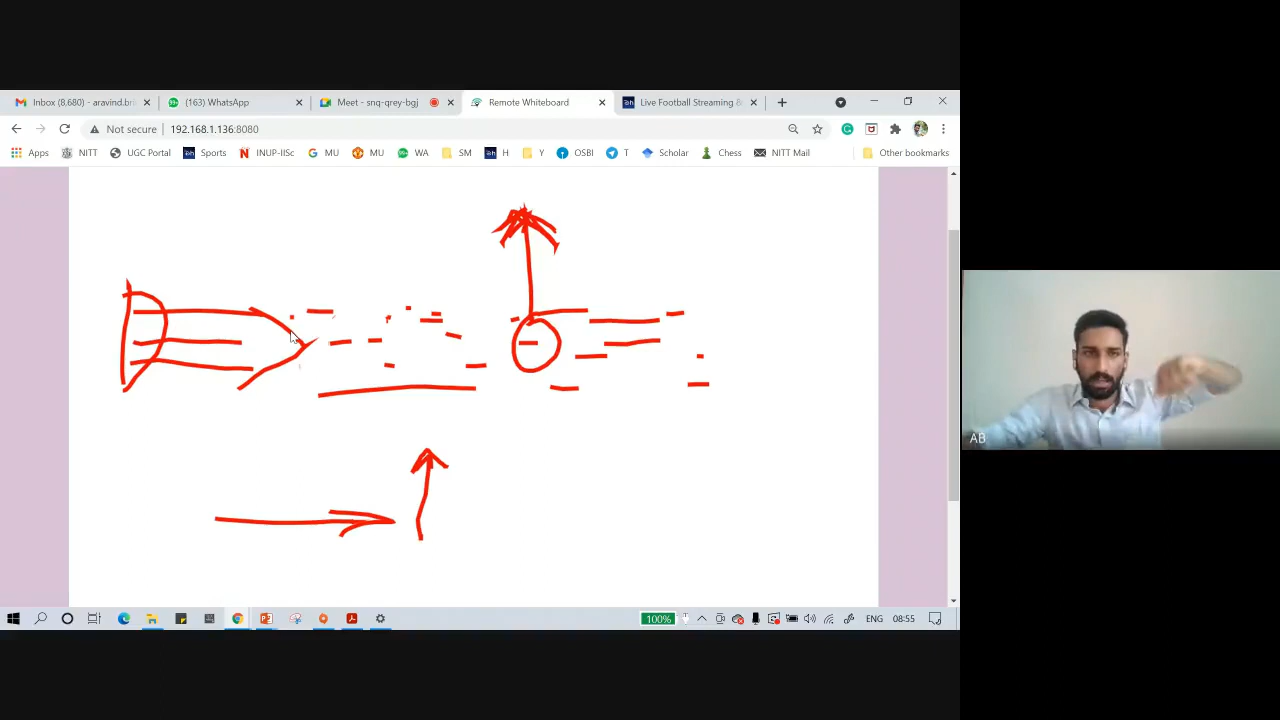 Inbox (8,680) - aravind.bri
(163) WhatsApp
Meet - snq-qrey-bgj
Remote Whiteboard
Live Football Streaming &
Not secure
192.168.1.136:8080
Apps
NITT
UGC Portal
Sports
INUP-IISc
MU
MU
WA
SM
H
Y
OSBI
T
Scholar
Chess
NITT Mail
Other bookmarks
AB
100%
ENG
08:55